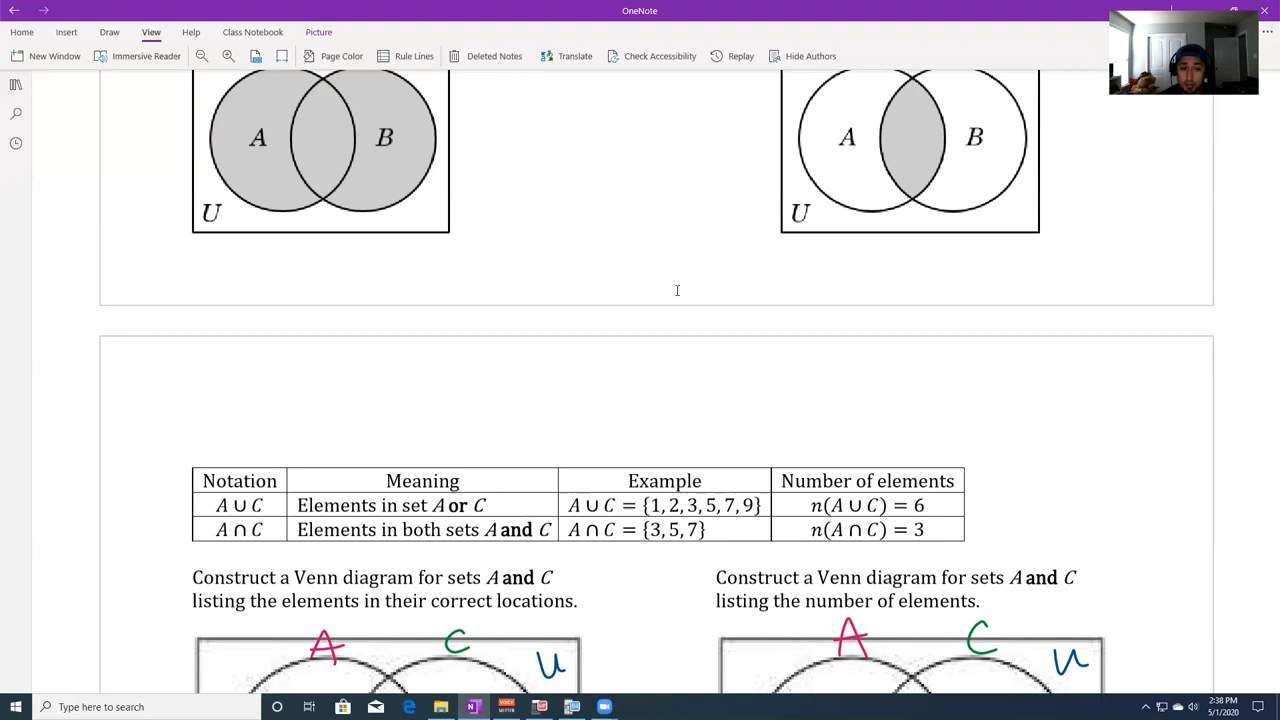 OneNote
Home Insert Draw View Help Class Notebook Picture
New Window Immersive Reader Page Color Rule Lines Deleted Notes Translate Check Accessibility Replay Hide Authors
A B A B
U U
Notation Meaning Example Number of elements
A ∪ C Elements in set A or C A ∪ C = {1, 2, 3, 5, 7, 9} n(A ∪ C) = 6
A ∩ C Elements in both sets A and C A ∩ C = {3, 5, 7} n(A ∩ C) = 3
Construct a Venn diagram for sets A and C
listing the elements in their correct locations.
Construct a Venn diagram for sets A and C
listing the number of elements.
A C U
A C U
Type here to search
2:38 PM
5/1/2020